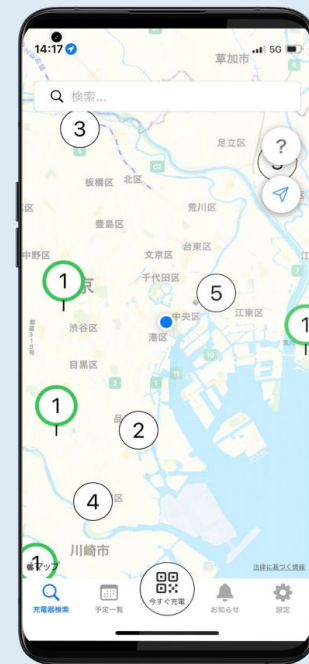 14:17
5G
草加市
検索...
3
足立区
?
板橋区 北区
荒川区
豊島区
文京区 台東区
中野区
1
千代田区
5
渋谷区
港区
中央区
江東区
1
目黒区
1
2
4
川崎市
1
マップ
法律に基づく情報
充電器検索
予定一覧
今すぐ充電
お知らせ
設定